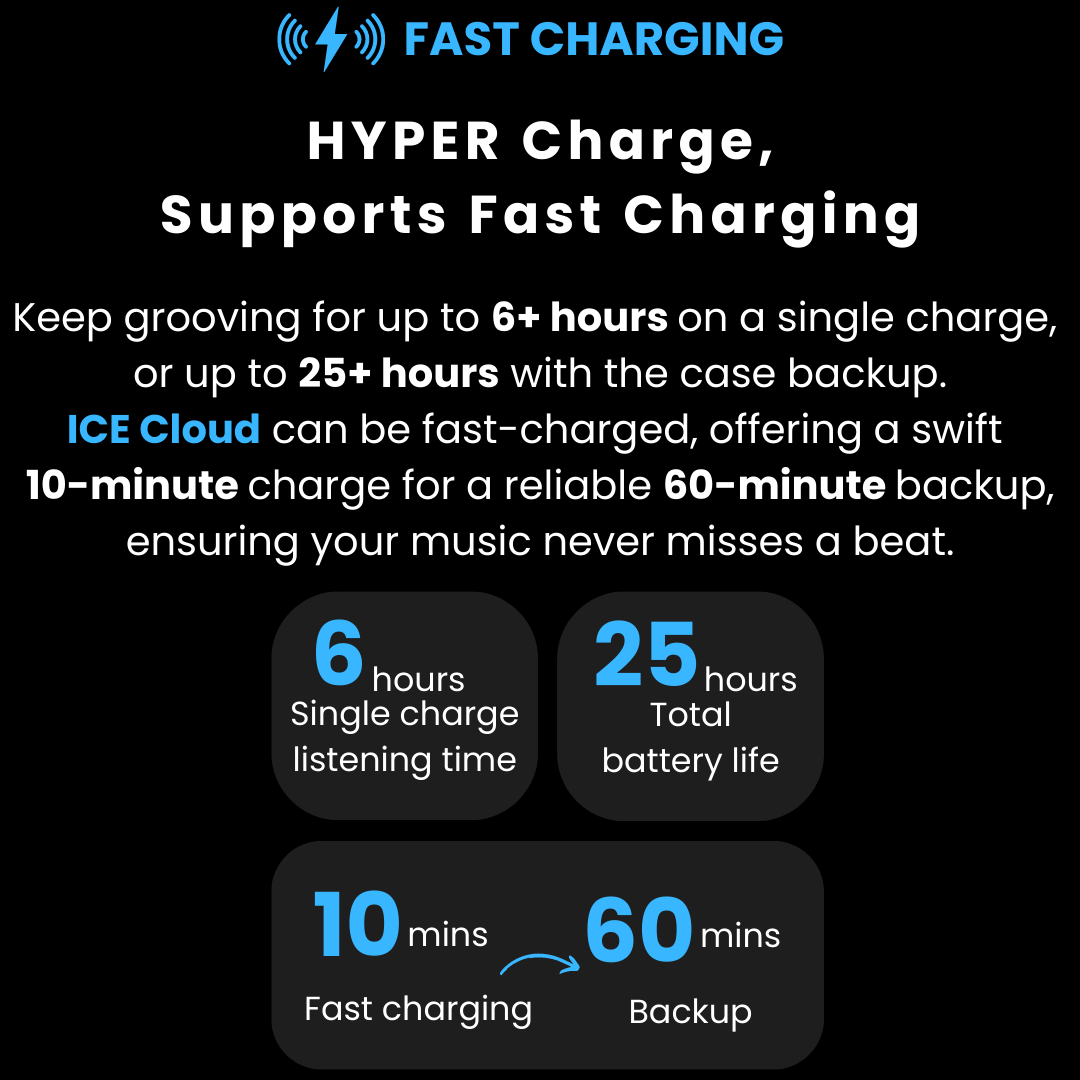 FAST CHARGING
HYPER Charge,
Supports Fast Charging
Keep grooving for up to 6+ hours on a single charge,
or up to 25+ hours with the case backup.
ICE Cloud can be fast-charged, offering a swift
10-minute charge for a reliable 60-minute backup,
ensuring your music never misses a beat.
6 hours
Single charge
listening time
25 hours
Total
battery life
10 mins
Fast charging
60 mins
Backup